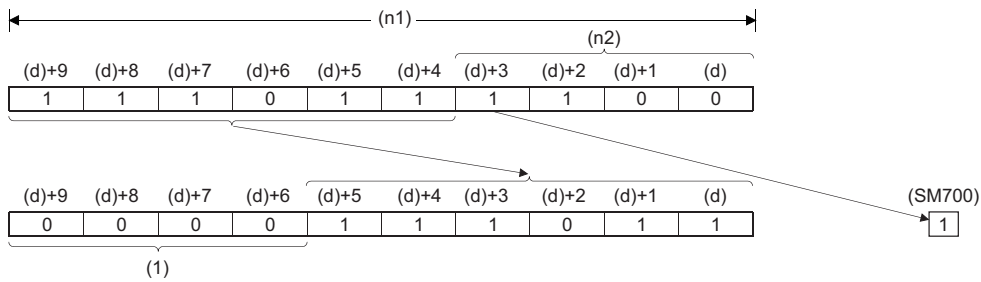 (n1)
(n2)
(d)+9 (d)+8 (d)+7 (d)+6 (d)+5 (d)+4 (d)+3 (d)+2 (d)+1 (d)
1 1 1 0 1 1 1 1 0 0
(d)+9 (d)+8 (d)+7 (d)+6 (d)+5 (d)+4 (d)+3 (d)+2 (d)+1 (d) (SM700)
0 0 0 0 1 1 1 0 1 1 1
(1)